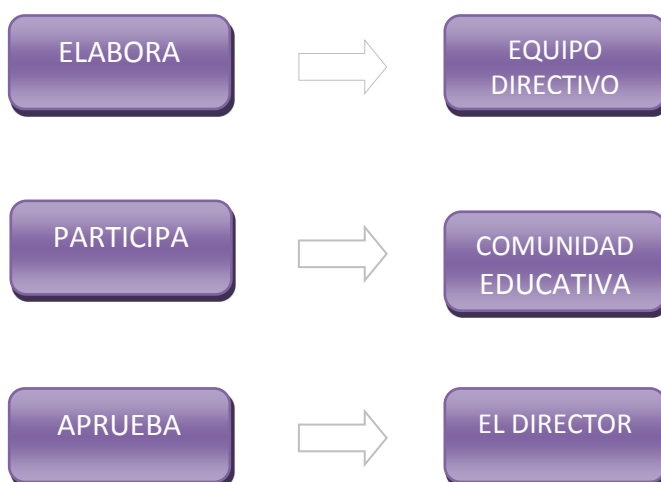 ELABORA
EQUIPO
DIRECTIVO
PARTICIPA
COMUNIDAD
EDUCATIVA
APRUEBA
EL DIRECTOR